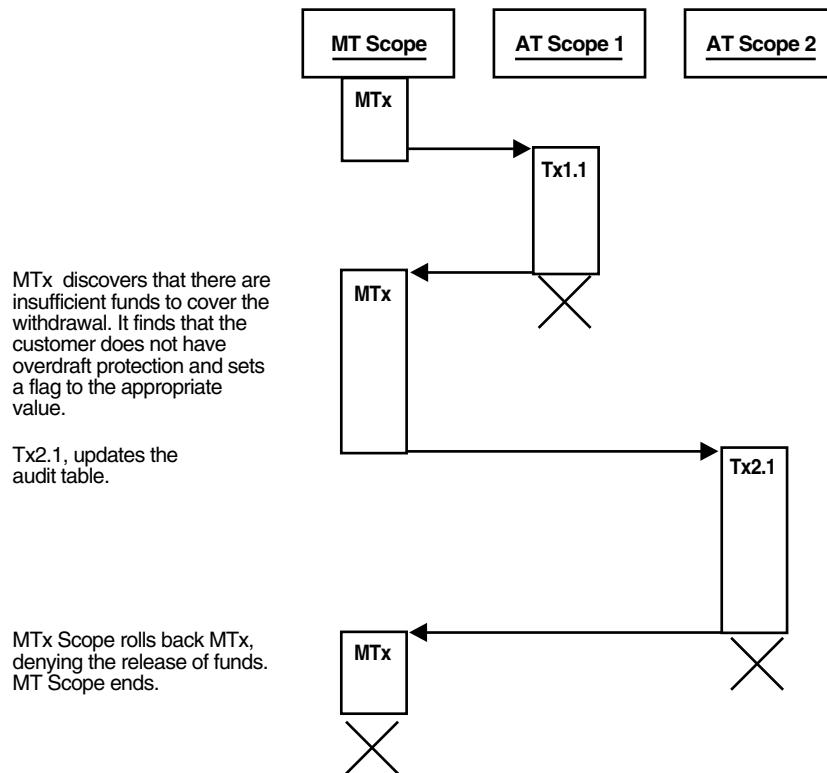 MT Scope
AT Scope 1
AT Scope 2
MTx
Tx1.1
MTx discovers that there are
insufficient funds to cover the
withdrawal. It finds that the
customer does not have
overdraft protection and sets
a flag to the appropriate
value.
MTx
Tx2.1, updates the
audit table.
Tx2.1
MTx Scope rolls back MTx,
denying the release of funds.
MT Scope ends.
MTx